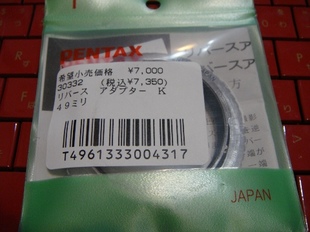 PENTAX
希望小売価格 ¥7,000
30332 (税込¥7,350)
リバース アダプター K
49ミリ
T4961333004317
JAPAN